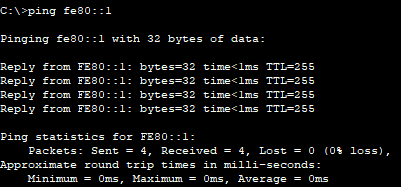 C:\>ping fe80::1
Pinging fe80::1 with 32 bytes of data:
Reply from FE80::1: bytes=32 time<1ms TTL=255
Reply from FE80::1: bytes=32 time<1ms TTL=255
Reply from FE80::1: bytes=32 time<1ms TTL=255
Reply from FE80::1: bytes=32 time<1ms TTL=255
Ping statistics for FE80::1:
    Packets: Sent = 4, Received = 4, Lost = 0 (0% loss),
Approximate round trip times in milli-seconds:
    Minimum = 0ms, Maximum = 0ms, Average = 0ms